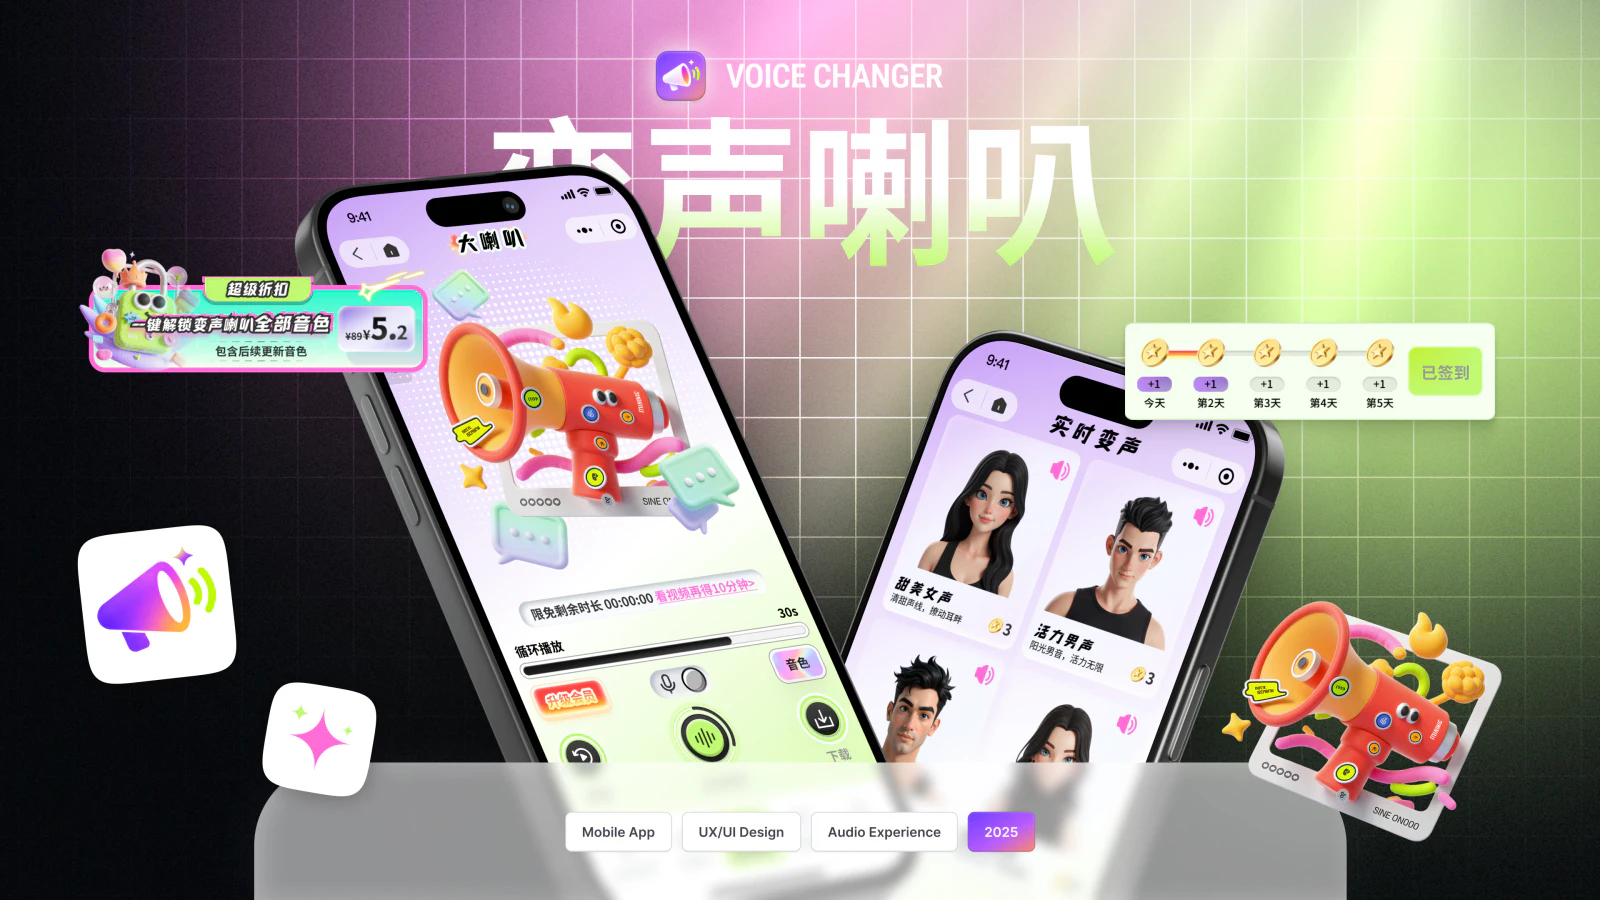 VOICE CHANGER
变声喇叭
9:41
大喇叭
超级折扣
一键解锁变声喇叭全部音色
包含后续更新音色
¥89 ¥5.2
SINE ON
限免剩余时长 00:00:00 看视频再得10分钟>
30s
循环播放
音色
升级会员
下载
9:41
实时变声
甜美女声
清甜声线，撩动耳畔
3
活力男声
阳光男音，活力无限
3
+1 +1 +1 +1 +1
今天 第2天 第3天 第4天 第5天
已签到
SINE ON000
Mobile App
UX/UI Design
Audio Experience
2025